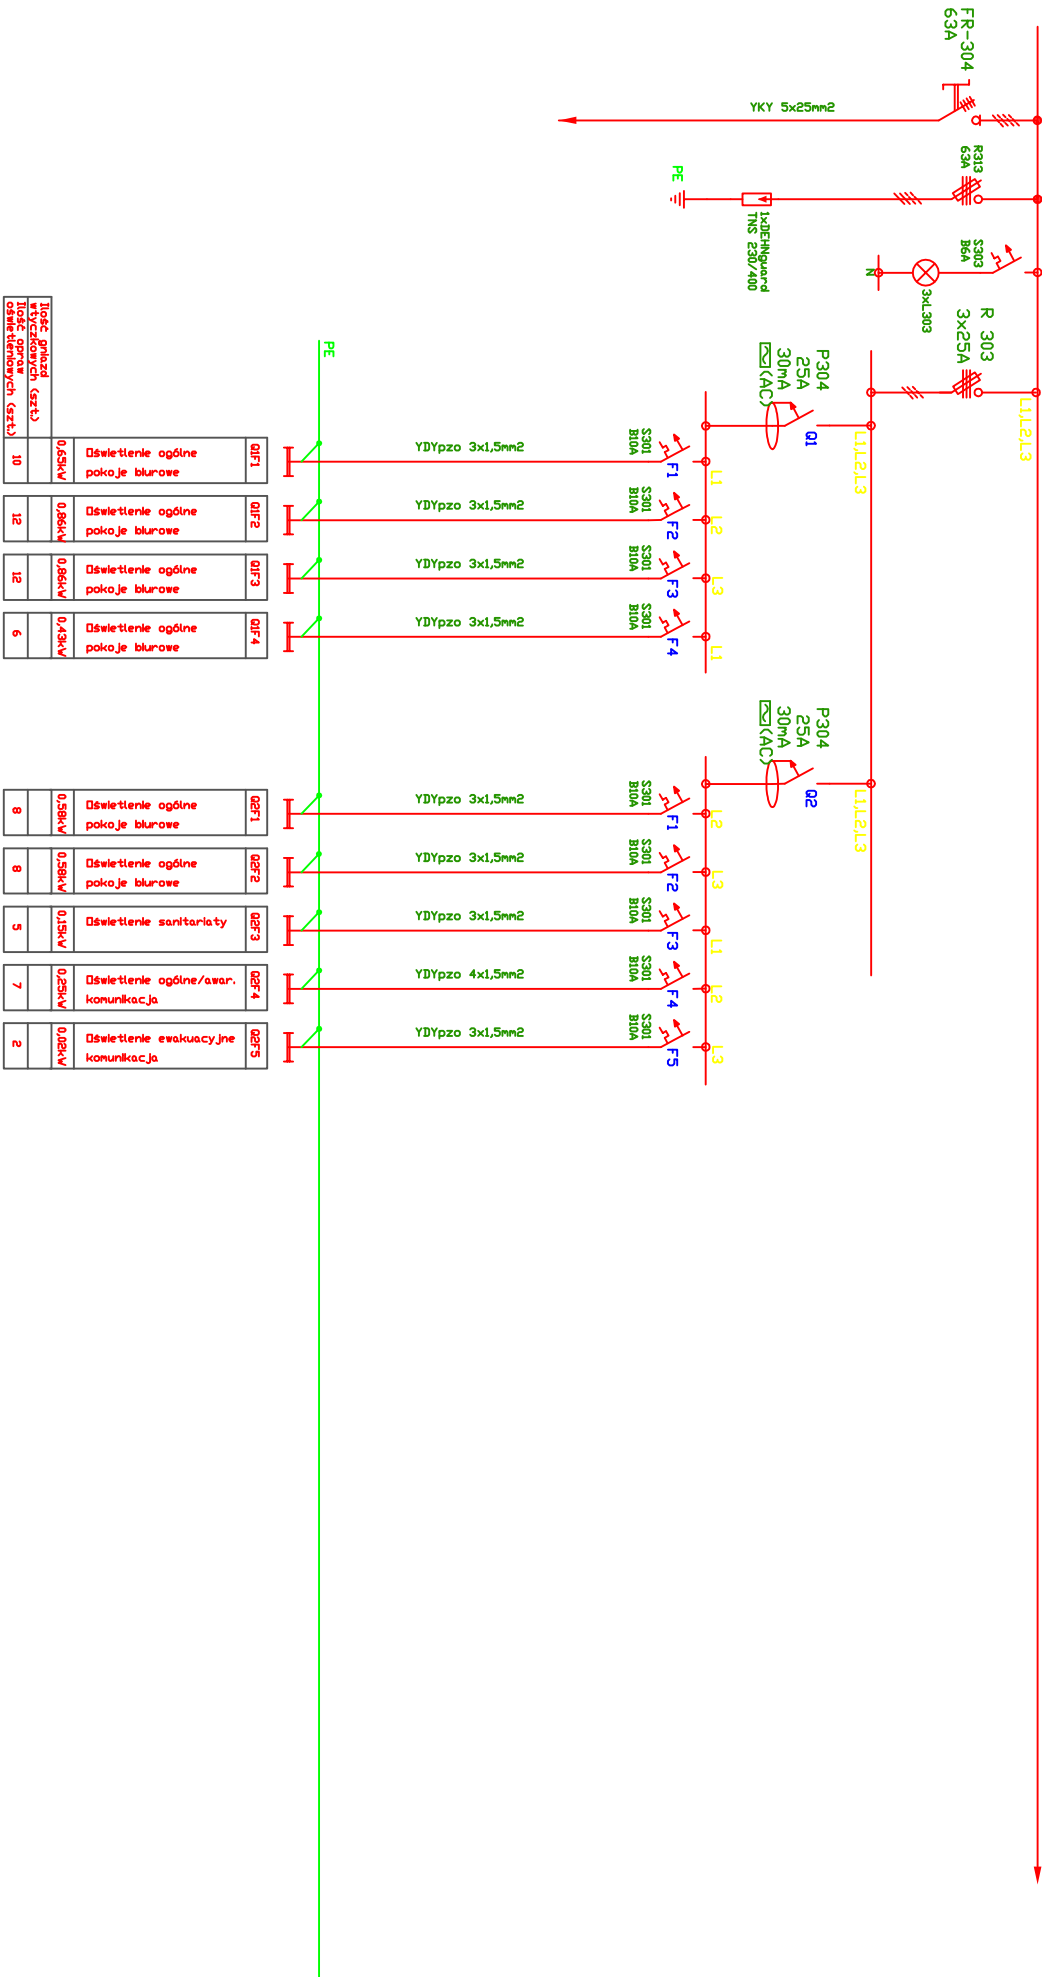 FR-304
63A
YKY 5x25mm2
R313
63A
PE
1xDEHNguard
TNS 230/400
S303
B6A
3xL303
N
R 303
3x25A
L1,L2,L3
L1,L2,L3
L1,L2,L3
P304
25A
30mA
(AC)
Q1
P304
25A
30mA
(AC)
Q2
PE
S301
B10A
F1
L1
YDYpzo 3x1,5mm2
S301
B10A
F2
L2
YDYpzo 3x1,5mm2
S301
B10A
F3
L3
YDYpzo 3x1,5mm2
S301
B10A
F4
L1
YDYpzo 3x1,5mm2
S301
B10A
F1
L2
YDYpzo 3x1,5mm2
S301
B10A
F2
L3
YDYpzo 3x1,5mm2
S301
B10A
F3
L1
YDYpzo 3x1,5mm2
S301
B10A
F4
L2
YDYpzo 4x1,5mm2
S301
B10A
F5
L3
YDYpzo 3x1,5mm2
Ilość gniazd
wtyczkowych (szt.)
Ilość opraw
oświetleniowych (szt.)
Q1F1
Oświetlenie ogólne
pokoje biurowe
0,65kW
10
Q1F2
Oświetlenie ogólne
pokoje biurowe
0,86kW
12
Q1F3
Oświetlenie ogólne
pokoje biurowe
0,86kW
12
Q1F4
Oświetlenie ogólne
pokoje biurowe
0,43kW
6
Q2F1
Oświetlenie ogólne
pokoje biurowe
0,58kW
8
Q2F2
Oświetlenie ogólne
pokoje biurowe
0,58kW
8
Q2F3
Oświetlenie sanitariaty
0,15kW
5
Q2F4
Oświetlenie ogólne/awar.
komunikacja
0,25kW
7
Q2F5
Oświetlenie ewakuacyjne
komunikacja
0,02kW
2